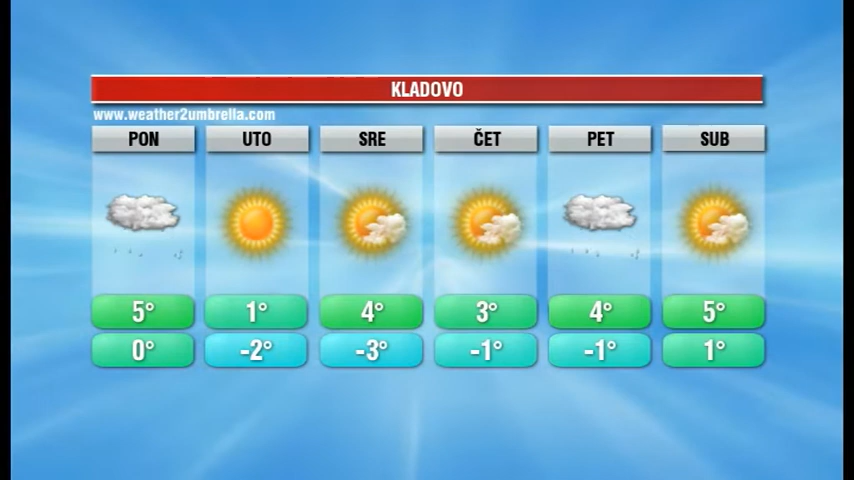 KLADOVO
www.weather2umbrella.com
PON UTO SRE ČET PET SUB
5° 1° 4° 3° 4° 5°
0° -2° -3° -1° -1° 1°